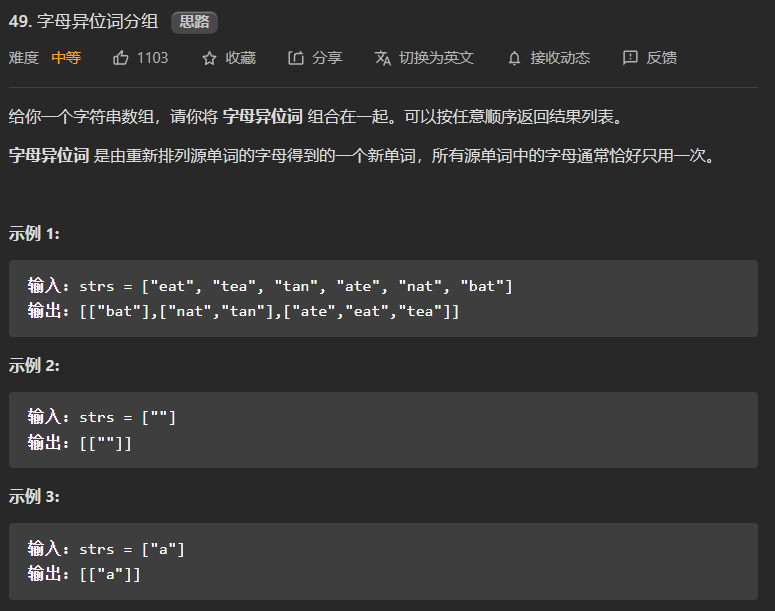 49. 字母异位词分组 思路
难度 中等 1103 收藏 分享 切换为英文 接收动态 反馈
给你一个字符串数组，请你将 字母异位词 组合在一起。可以按任意顺序返回结果列表。
字母异位词 是由重新排列源单词的字母得到的一个新单词，所有源单词中的字母通常恰好只用一次。
示例 1:
输入: strs = ["eat", "tea", "tan", "ate", "nat", "bat"]
输出: [["bat"],["nat","tan"],["ate","eat","tea"]]
示例 2:
输入: strs = [""]
输出: [[""]]
示例 3:
输入: strs = ["a"]
输出: [["a"]]